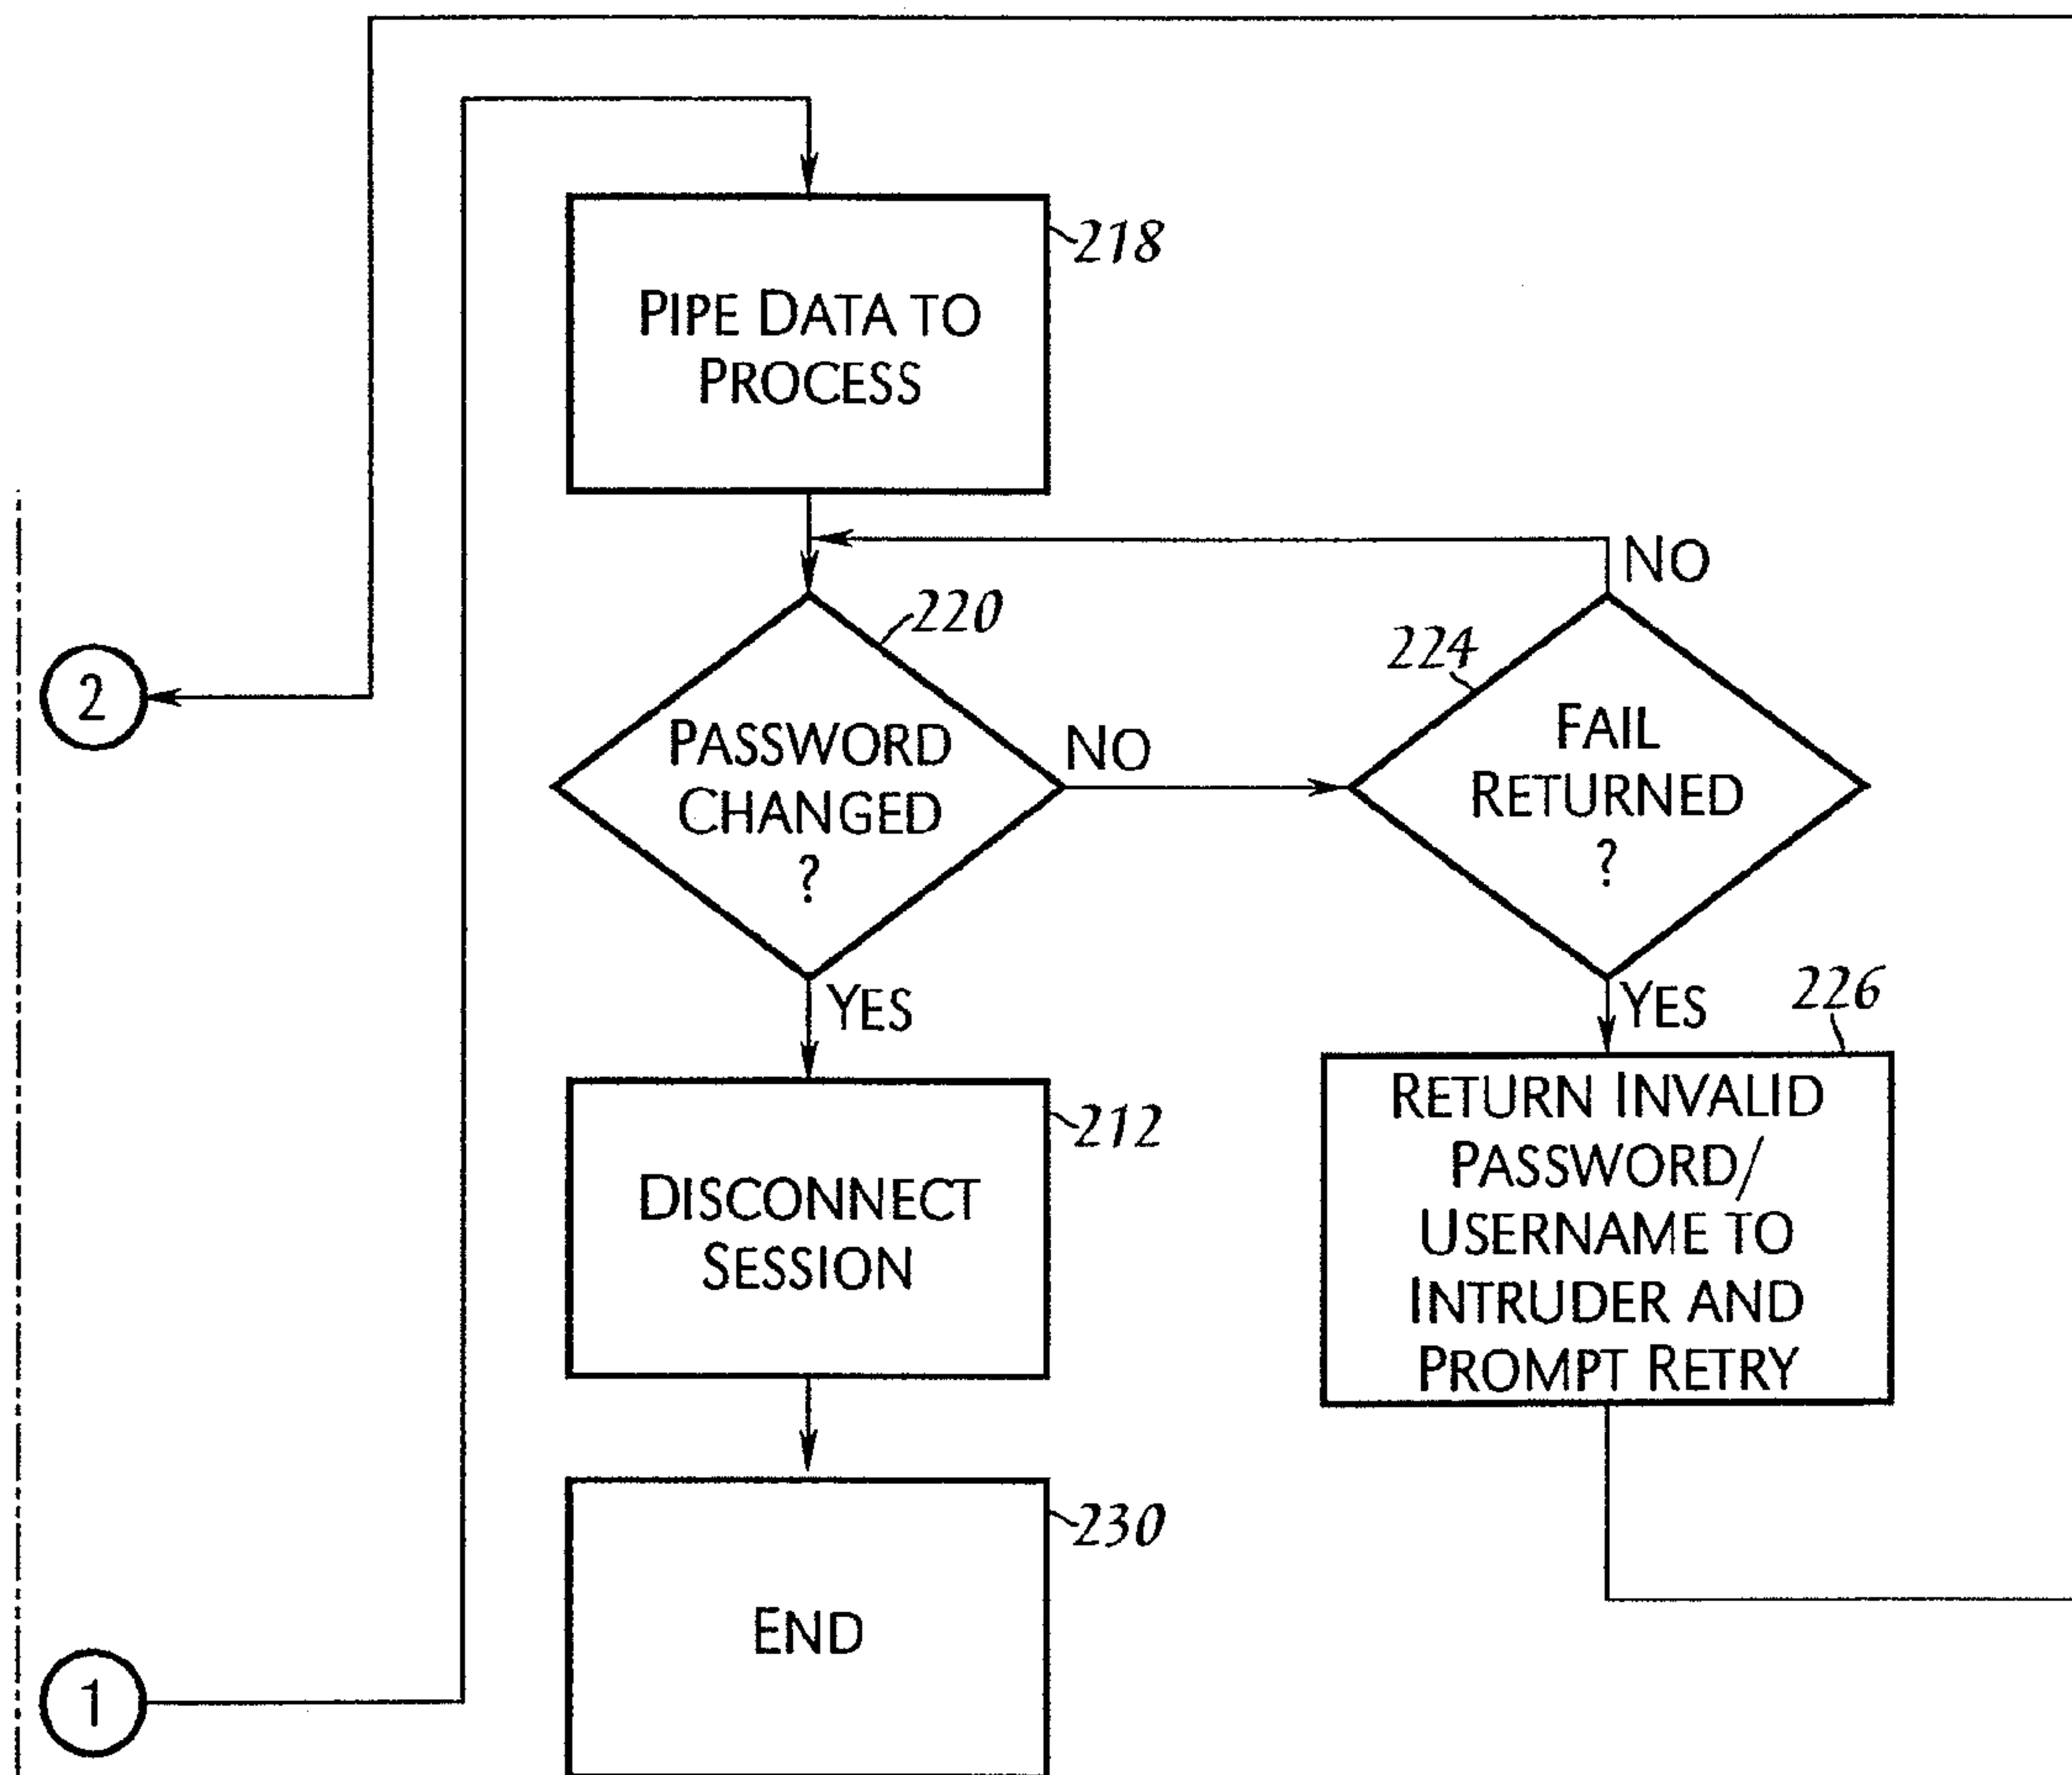 218
PIPE DATA TO
PROCESS
NO
220
224
2
PASSWORD
CHANGED
?
NO
FAIL
RETURNED
?
YES
YES
226
212
DISCONNECT
SESSION
RETURN INVALID
PASSWORD/
USERNAME TO
INTRUDER AND
PROMPT RETRY
230
END
1